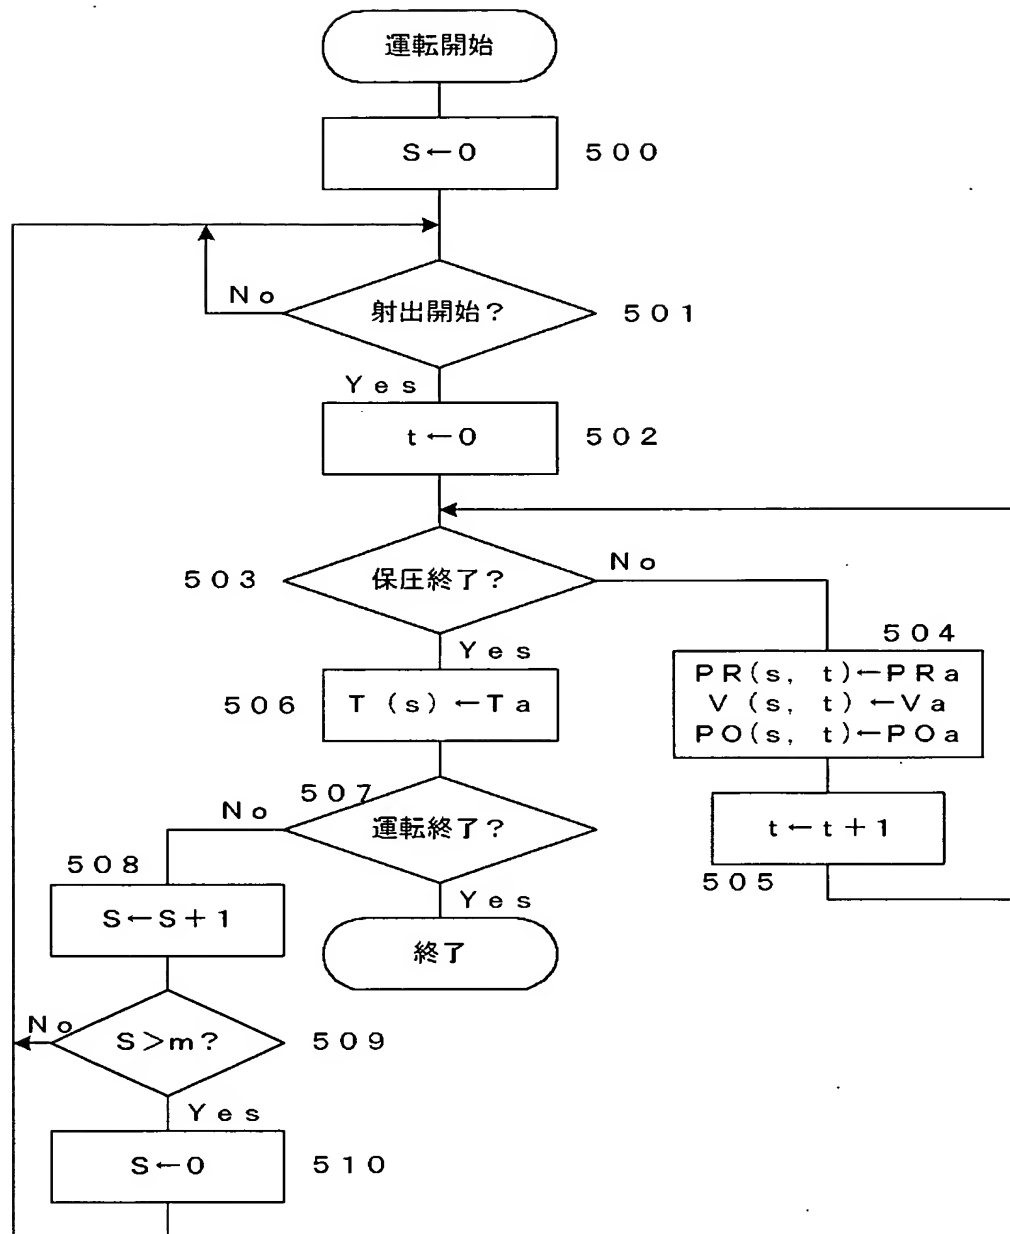 運転開始
S←0
500
No
射出開始?
501
Yes
t←0
502
503
保圧終了?
No
504
PR(s, t)←PRa
V (s, t) ←Va
PO(s, t)←POa
t←t+1
505
Yes
506
T (s) ←Ta
507
No
運転終了?
Yes
終了
508
S←S+1
No
S>m?
509
Yes
S←0
510